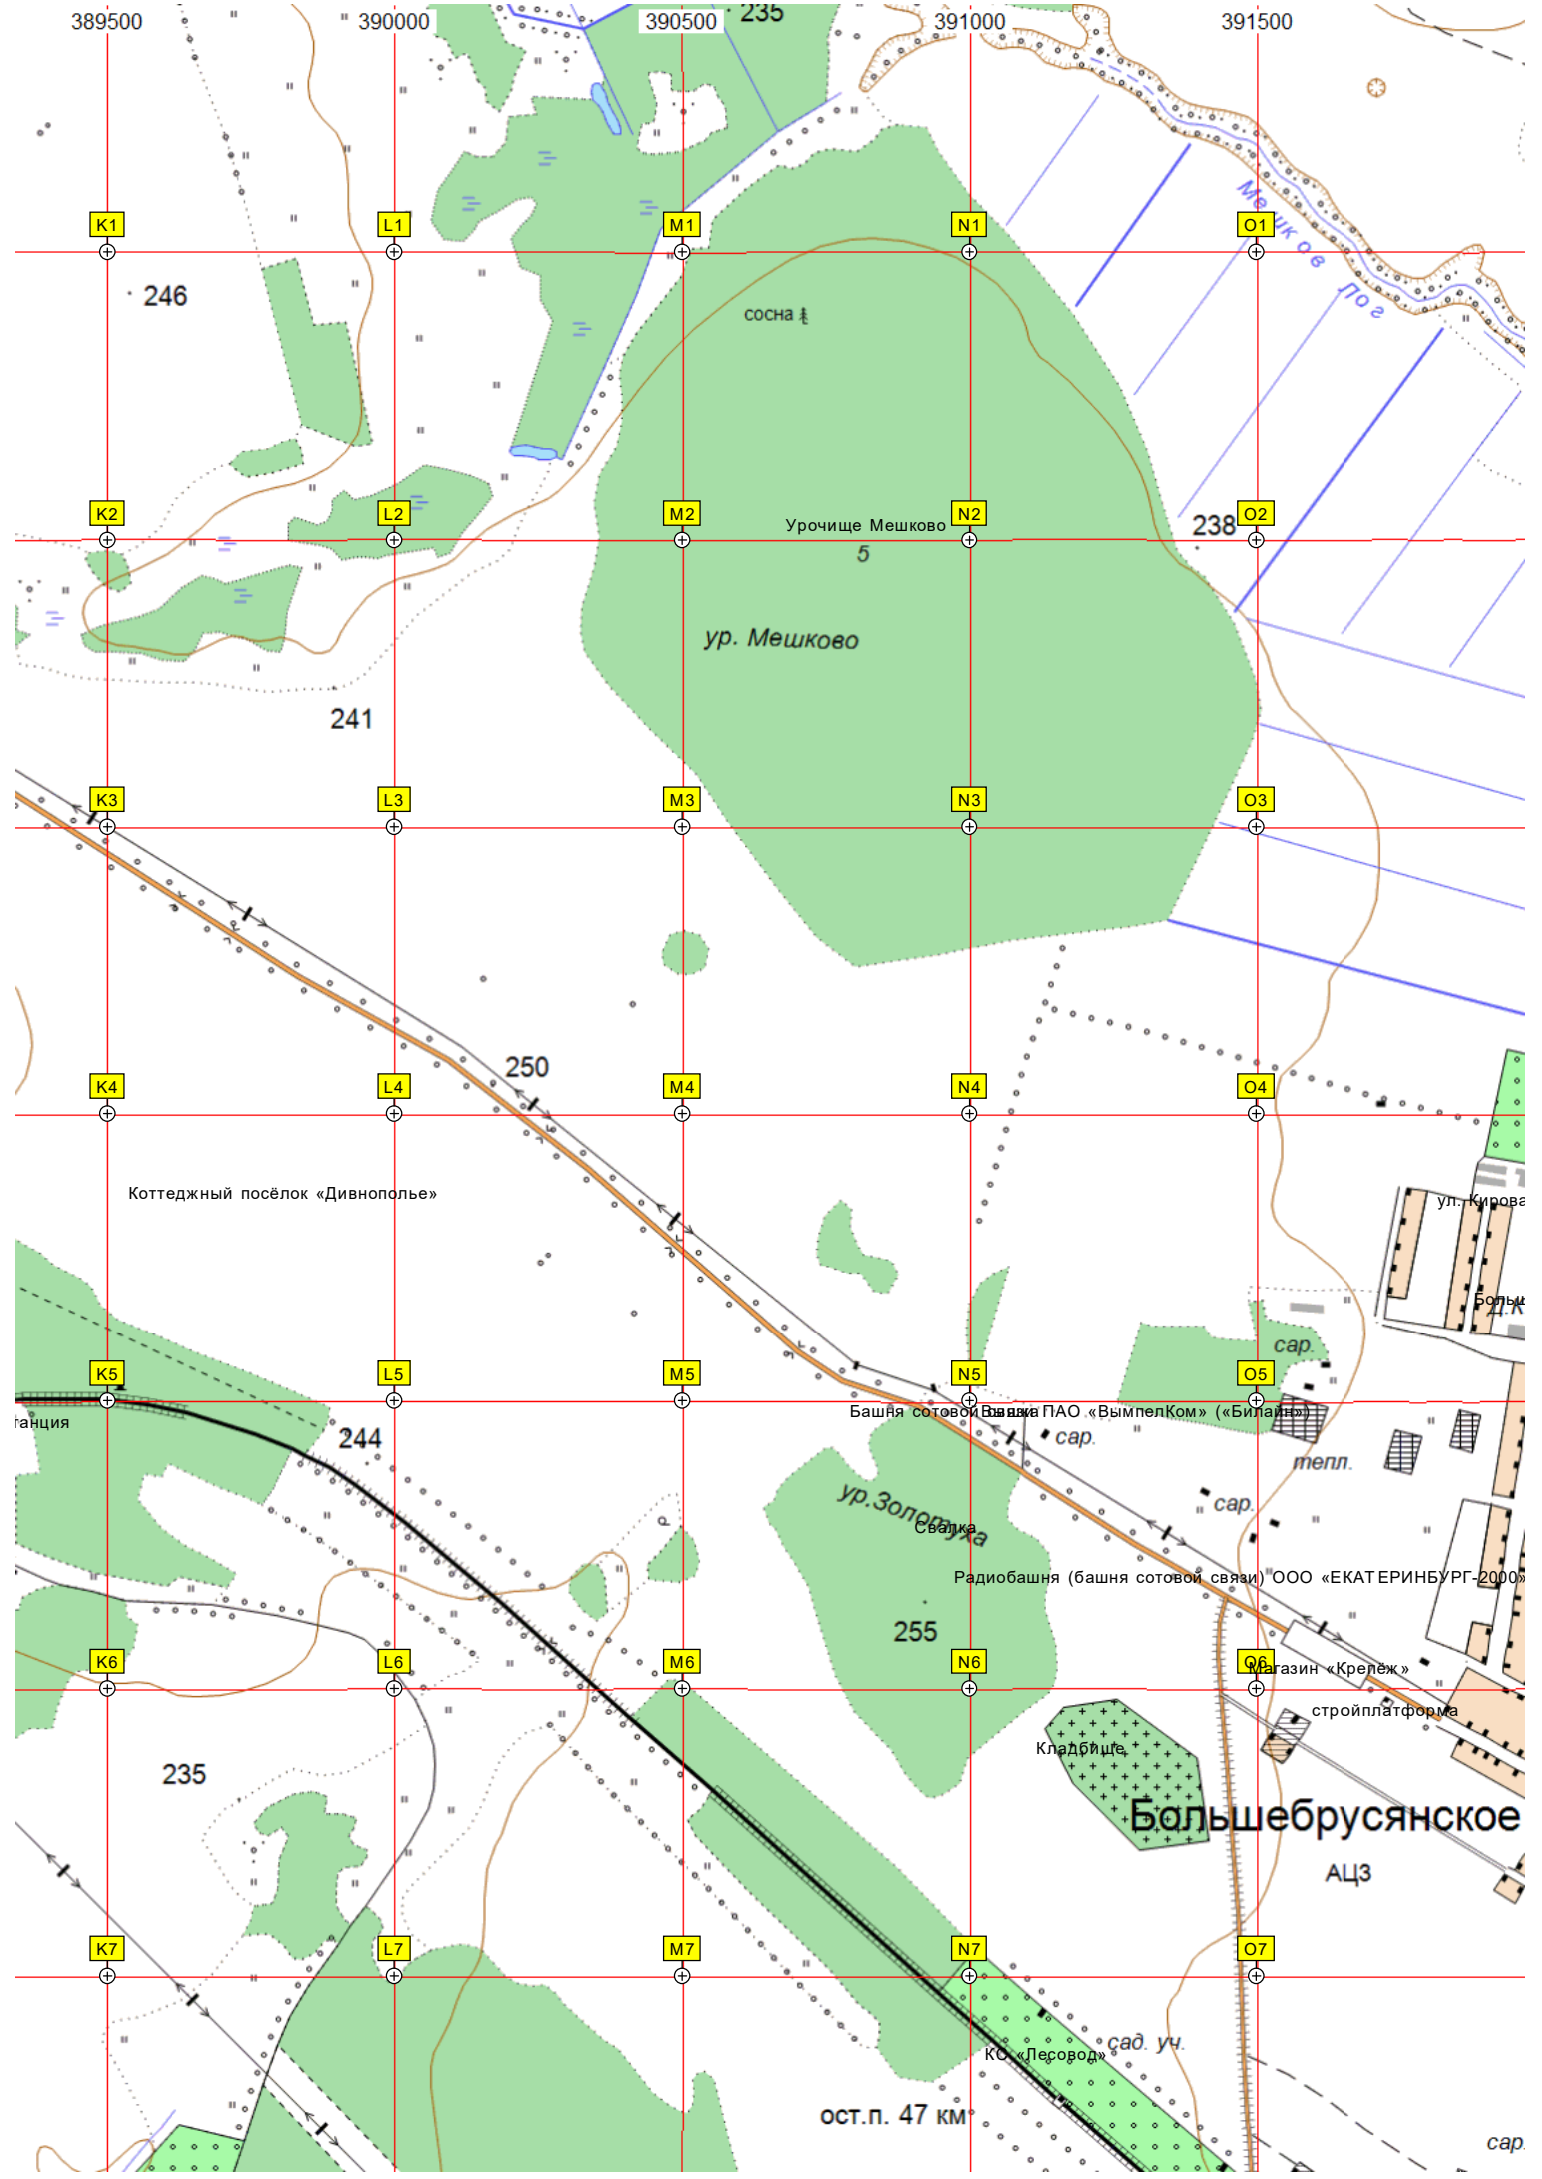 389500 390000 390500 391000 391500
235
K1 L1 M1 N1 O1
Мешков Лог
246
сосна
K2 L2 M2 N2 O2
Урочище Мешково
238
5
ур. Мешково
241
K3 L3 M3 N3 O3
250
K4 L4 M4 N4 O4
Коттеджный посёлок «Дивнополье»
ул. Кирова
Больш
сар.
K5 L5 M5 N5 O5
танция
Башня сотовой связи ПАО «ВымпелКом» («Билайн»)
244
сар.
тепл.
ур.Золотуха
сар.
Свалка
Радиобашня (башня сотовой связи) ООО «ЕКАТЕРИНБУРГ-2000»
255
K6 L6 M6 N6 O6
Магазин «Крепёж»
стройплатформа
Кладбище
235
Большебрусянское
АЦЗ
K7 L7 M7 N7 O7
сад. уч.
КС «Лесовод»
ост.п. 47 км
сар.